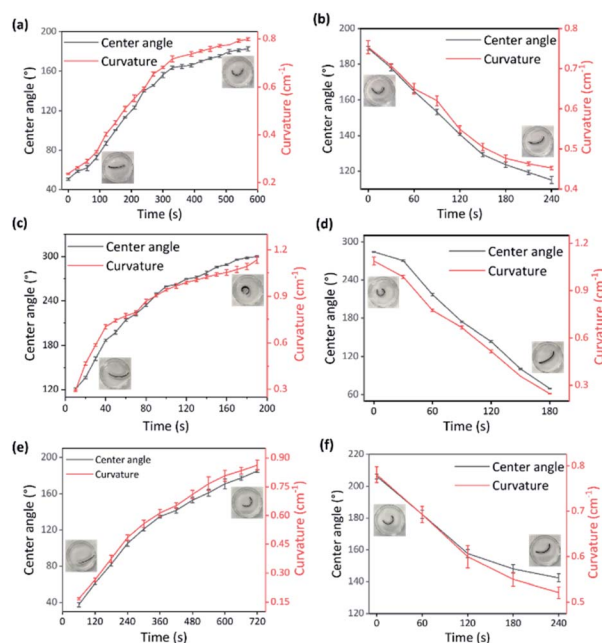 (a)
Center angle
Curvature
Center angle (°)
200
160
120
80
40
0.8
0.6
0.4
0.2
Curvature (cm⁻¹)
0 100 200 300 400 500 600
Time (s)
(b)
Center angle
Curvature
Center angle (°)
200
180
160
140
120
0.8
0.7
0.6
0.5
0.4
Curvature (cm⁻¹)
0 60 120 180 240
Time (s)
(c)
Center angle
Curvature
Center angle (°)
300
240
180
120
1.2
0.9
0.6
0.3
Curvature (cm⁻¹)
0 20 40 60 80 100 120 140 160 180 200
Time (s)
(d)
Center angle
Curvature
Center angle (°)
300
240
180
120
60
1.2
0.9
0.6
0.3
Curvature (cm⁻¹)
0 60 120 180
Time (s)
(e)
Center angle
Curvature
Center angle (°)
200
160
120
80
40
0.90
0.75
0.60
0.45
0.30
0.15
Curvature (cm⁻¹)
0 120 240 360 480 600 720
Time (s)
(f)
Center angle
Curvature
Center angle (°)
220
200
180
160
140
120
0.8
0.7
0.6
0.5
Curvature (cm⁻¹)
0 60 120 180 240
Time (s)